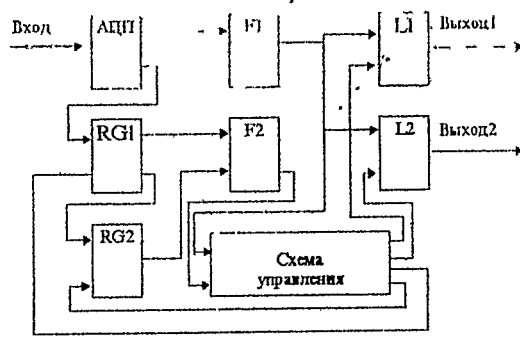 Вход
АЦП
F1
L1
Выход1
RG1
F2
L2
Выход2
RG2
Схема
управления